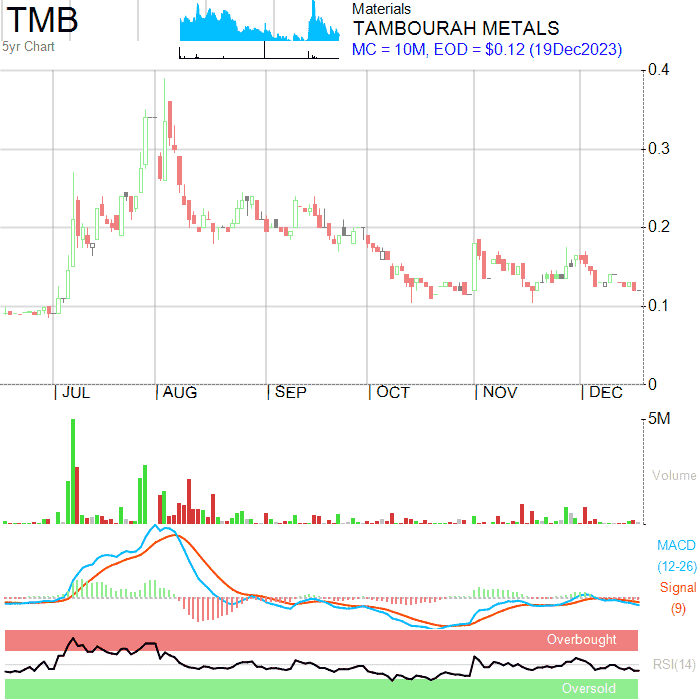 TMB
5yr Chart
Materials
TAMBOURAH METALS
MC = 10M, EOD = $0.12 (19Dec2023)
0.4
0.3
0.2
0.1
0
JUL AUG SEP OCT NOV DEC
5M
Volume
MACD
(12-26)
Signal
(9)
Overbought
RSI(14)
Oversold